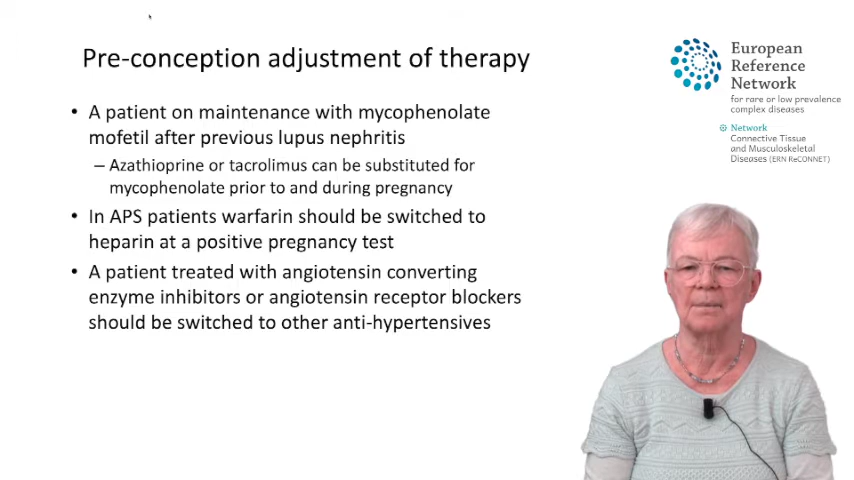 Pre-conception adjustment of therapy
• A patient on maintenance with mycophenolate
mofetil after previous lupus nephritis
– Azathioprine or tacrolimus can be substituted for
mycophenolate prior to and during pregnancy
• In APS patients warfarin should be switched to
heparin at a positive pregnancy test
• A patient treated with angiotensin converting
enzyme inhibitors or angiotensin receptor blockers
should be switched to other anti-hypertensives
European
Reference
Network
for rare or low prevalence
complex diseases
Network
Connective Tissue
and Musculoskeletal
Diseases (ERN ReCONNET)